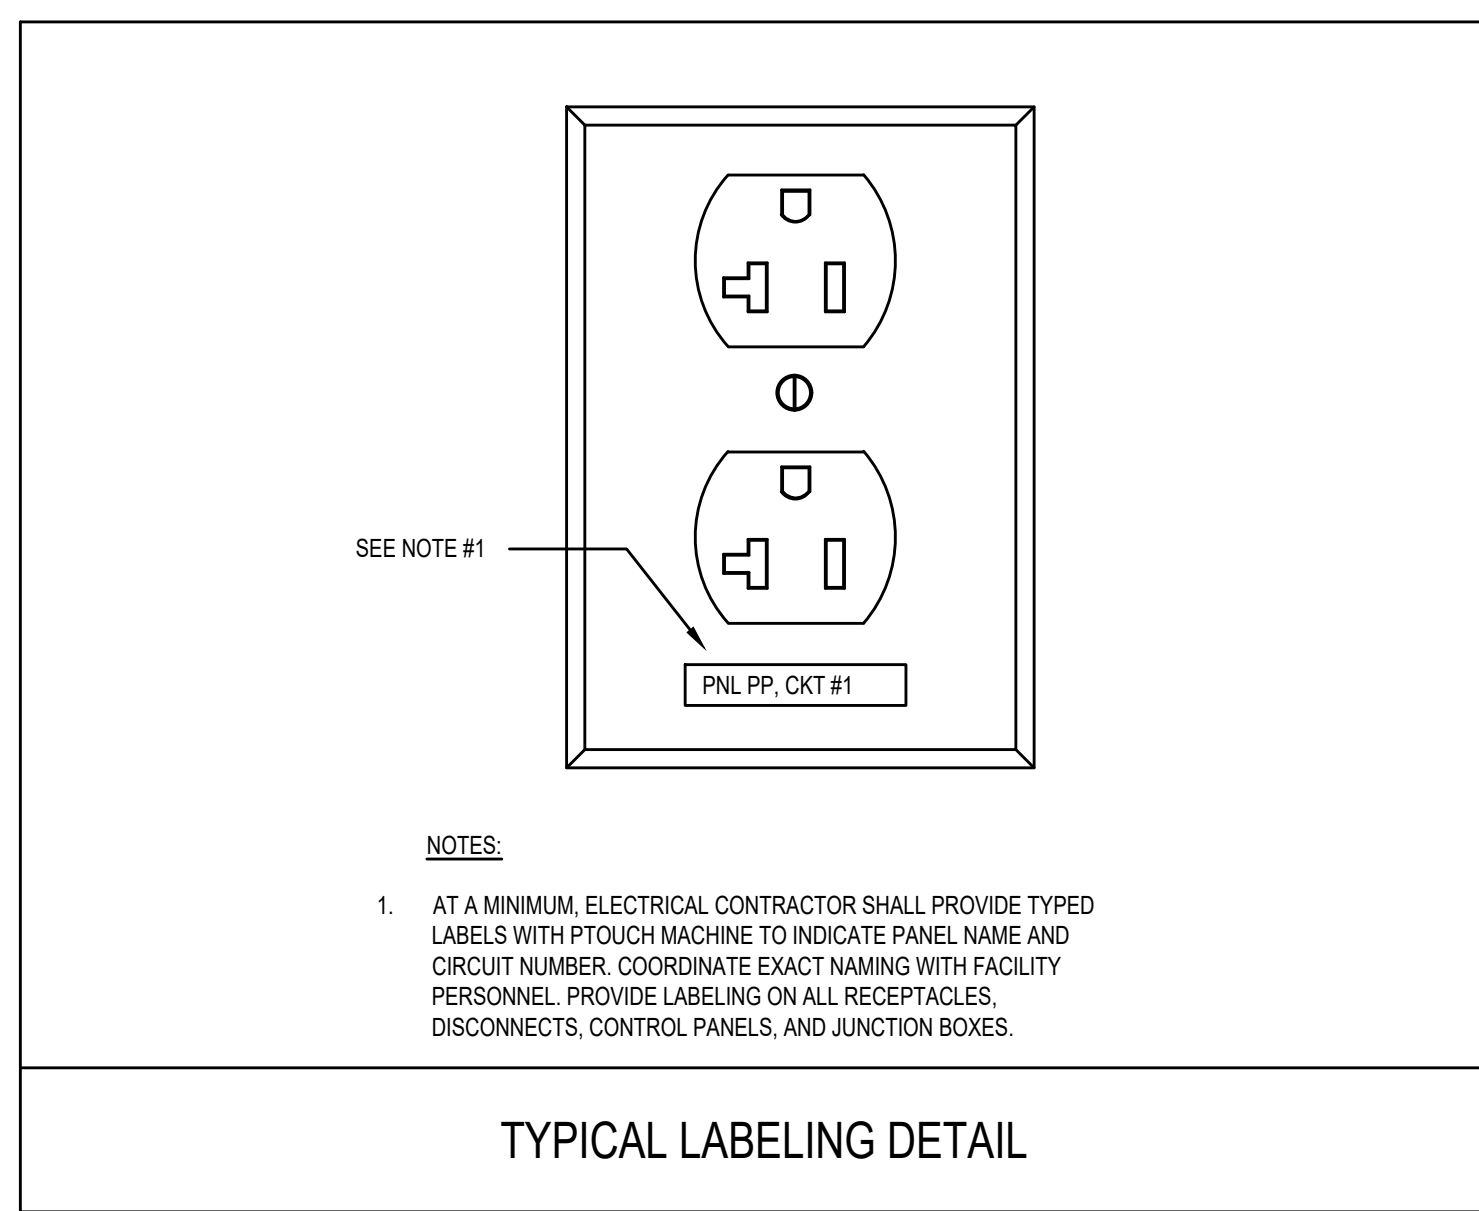 SEE NOTE #1
PNL PP, CKT #1
NOTES:
1. AT A MINIMUM, ELECTRICAL CONTRACTOR SHALL PROVIDE TYPED
LABELS WITH PTOUCH MACHINE TO INDICATE PANEL NAME AND
CIRCUIT NUMBER. COORDINATE EXACT NAMING WITH FACILITY
PERSONNEL. PROVIDE LABELING ON ALL RECEPTACLES,
DISCONNECTS, CONTROL PANELS, AND JUNCTION BOXES.
TYPICAL LABELING DETAIL